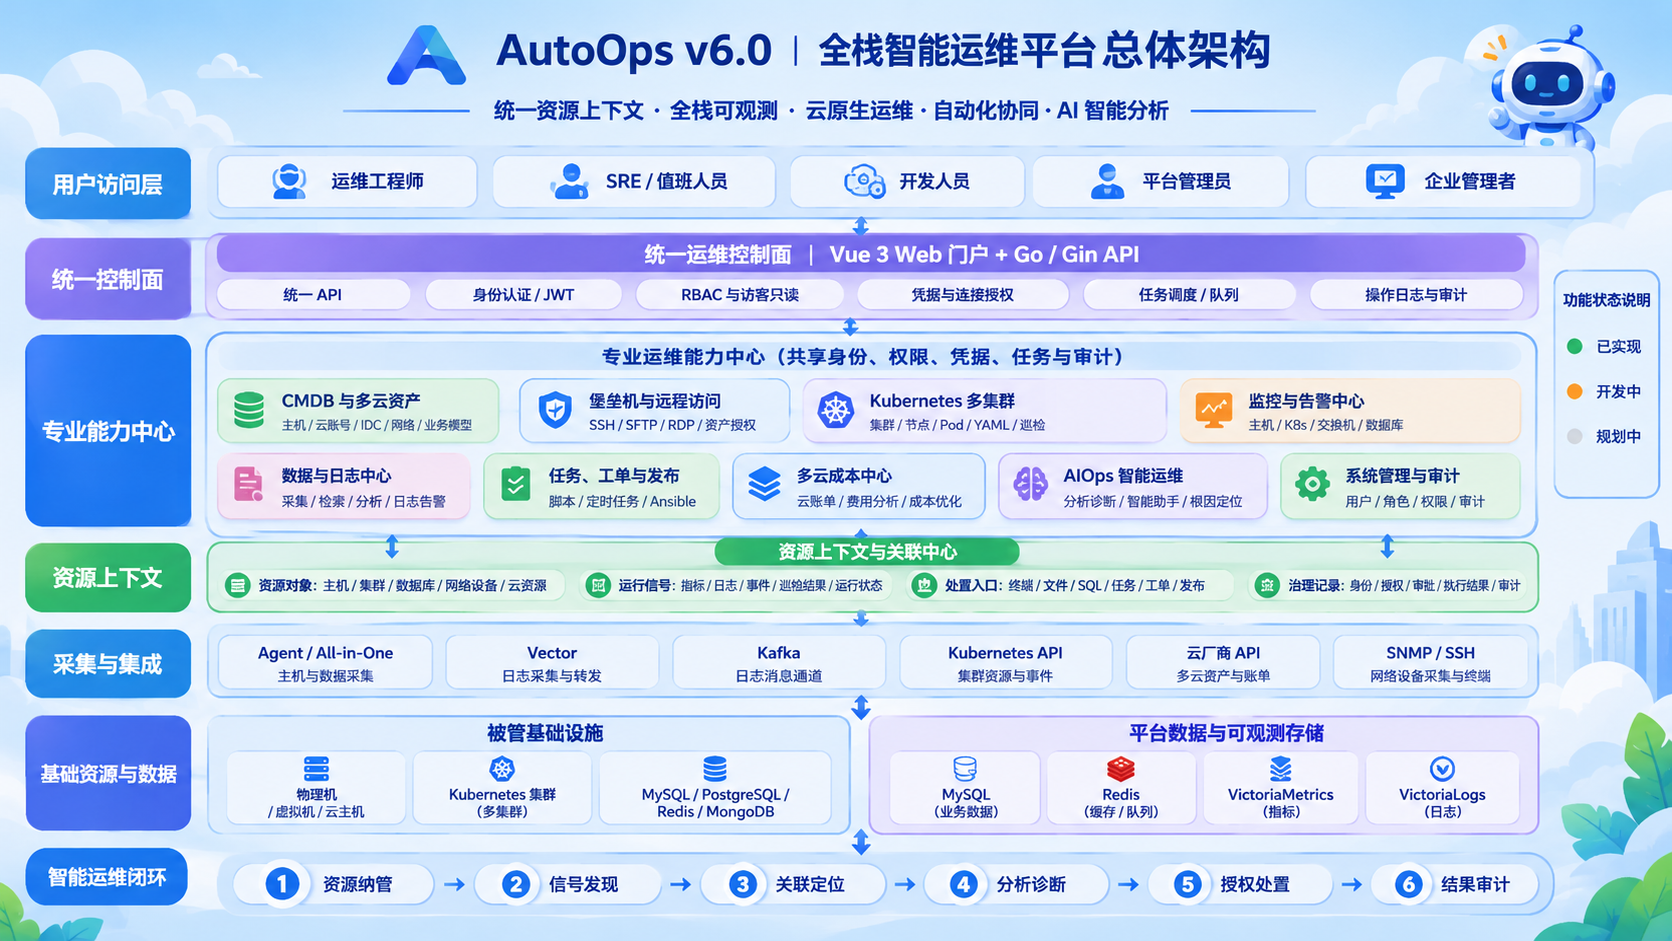 AutoOps v6.0 | 全栈智能运维平台总体架构
统一资源上下文 · 全栈可观测 · 云原生运维 · 自动化协同 · AI 智能分析
用户访问层
运维工程师
SRE / 值班人员
开发人员
平台管理员
企业管理者
统一控制面
统一运维控制面 | Vue 3 Web 门户 + Go / Gin API
统一 API
身份认证 / JWT
RBAC 与访客只读
凭据与连接授权
任务调度 / 队列
操作日志与审计
功能状态说明
已实现
开发中
规划中
专业能力中心
专业运维能力中心（共享身份、权限、凭据、任务与审计）
CMDB 与多云资产
主机 / 云账号 / IDC / 网络 / 业务模型
堡垒机与远程访问
SSH / SFTP / RDP / 资产授权
Kubernetes 多集群
集群 / 节点 / Pod / YAML / 巡检
监控与告警中心
主机 / K8s / 交换机 / 数据库
数据与日志中心
采集 / 检索 / 分析 / 日志告警
任务、工单与发布
脚本 / 定时任务 / Ansible
多云成本中心
云账单 / 费用分析 / 成本优化
AIOps 智能运维
分析诊断 / 智能助手 / 根因定位
系统管理与审计
用户 / 角色 / 权限 / 审计
资源上下文
资源上下文与关联中心
资源对象：主机 / 集群 / 数据库 / 网络设备 / 云资源
运行信号：指标 / 日志 / 事件 / 巡检结果 / 运行状态
处置入口：终端 / 文件 / SQL / 任务 / 工单 / 发布
治理记录：身份 / 授权 / 审批 / 执行结果 / 审计
采集与集成
Agent / All-in-One
主机与数据采集
Vector
日志采集与转发
Kafka
日志消息通道
Kubernetes API
集群资源与事件
云厂商 API
多云资产与账单
SNMP / SSH
网络设备采集与终端
基础资源与数据
被管基础设施
物理机
/ 虚拟机 / 云主机
Kubernetes 集群
（多集群）
MySQL / PostgreSQL /
Redis / MongoDB
平台数据与可观测存储
MySQL
（业务数据）
Redis
（缓存 / 队列）
VictoriaMetrics
（指标）
VictoriaLogs
（日志）
智能运维闭环
1 资源纳管
2 信号发现
3 关联定位
4 分析诊断
5 授权处置
6 结果审计